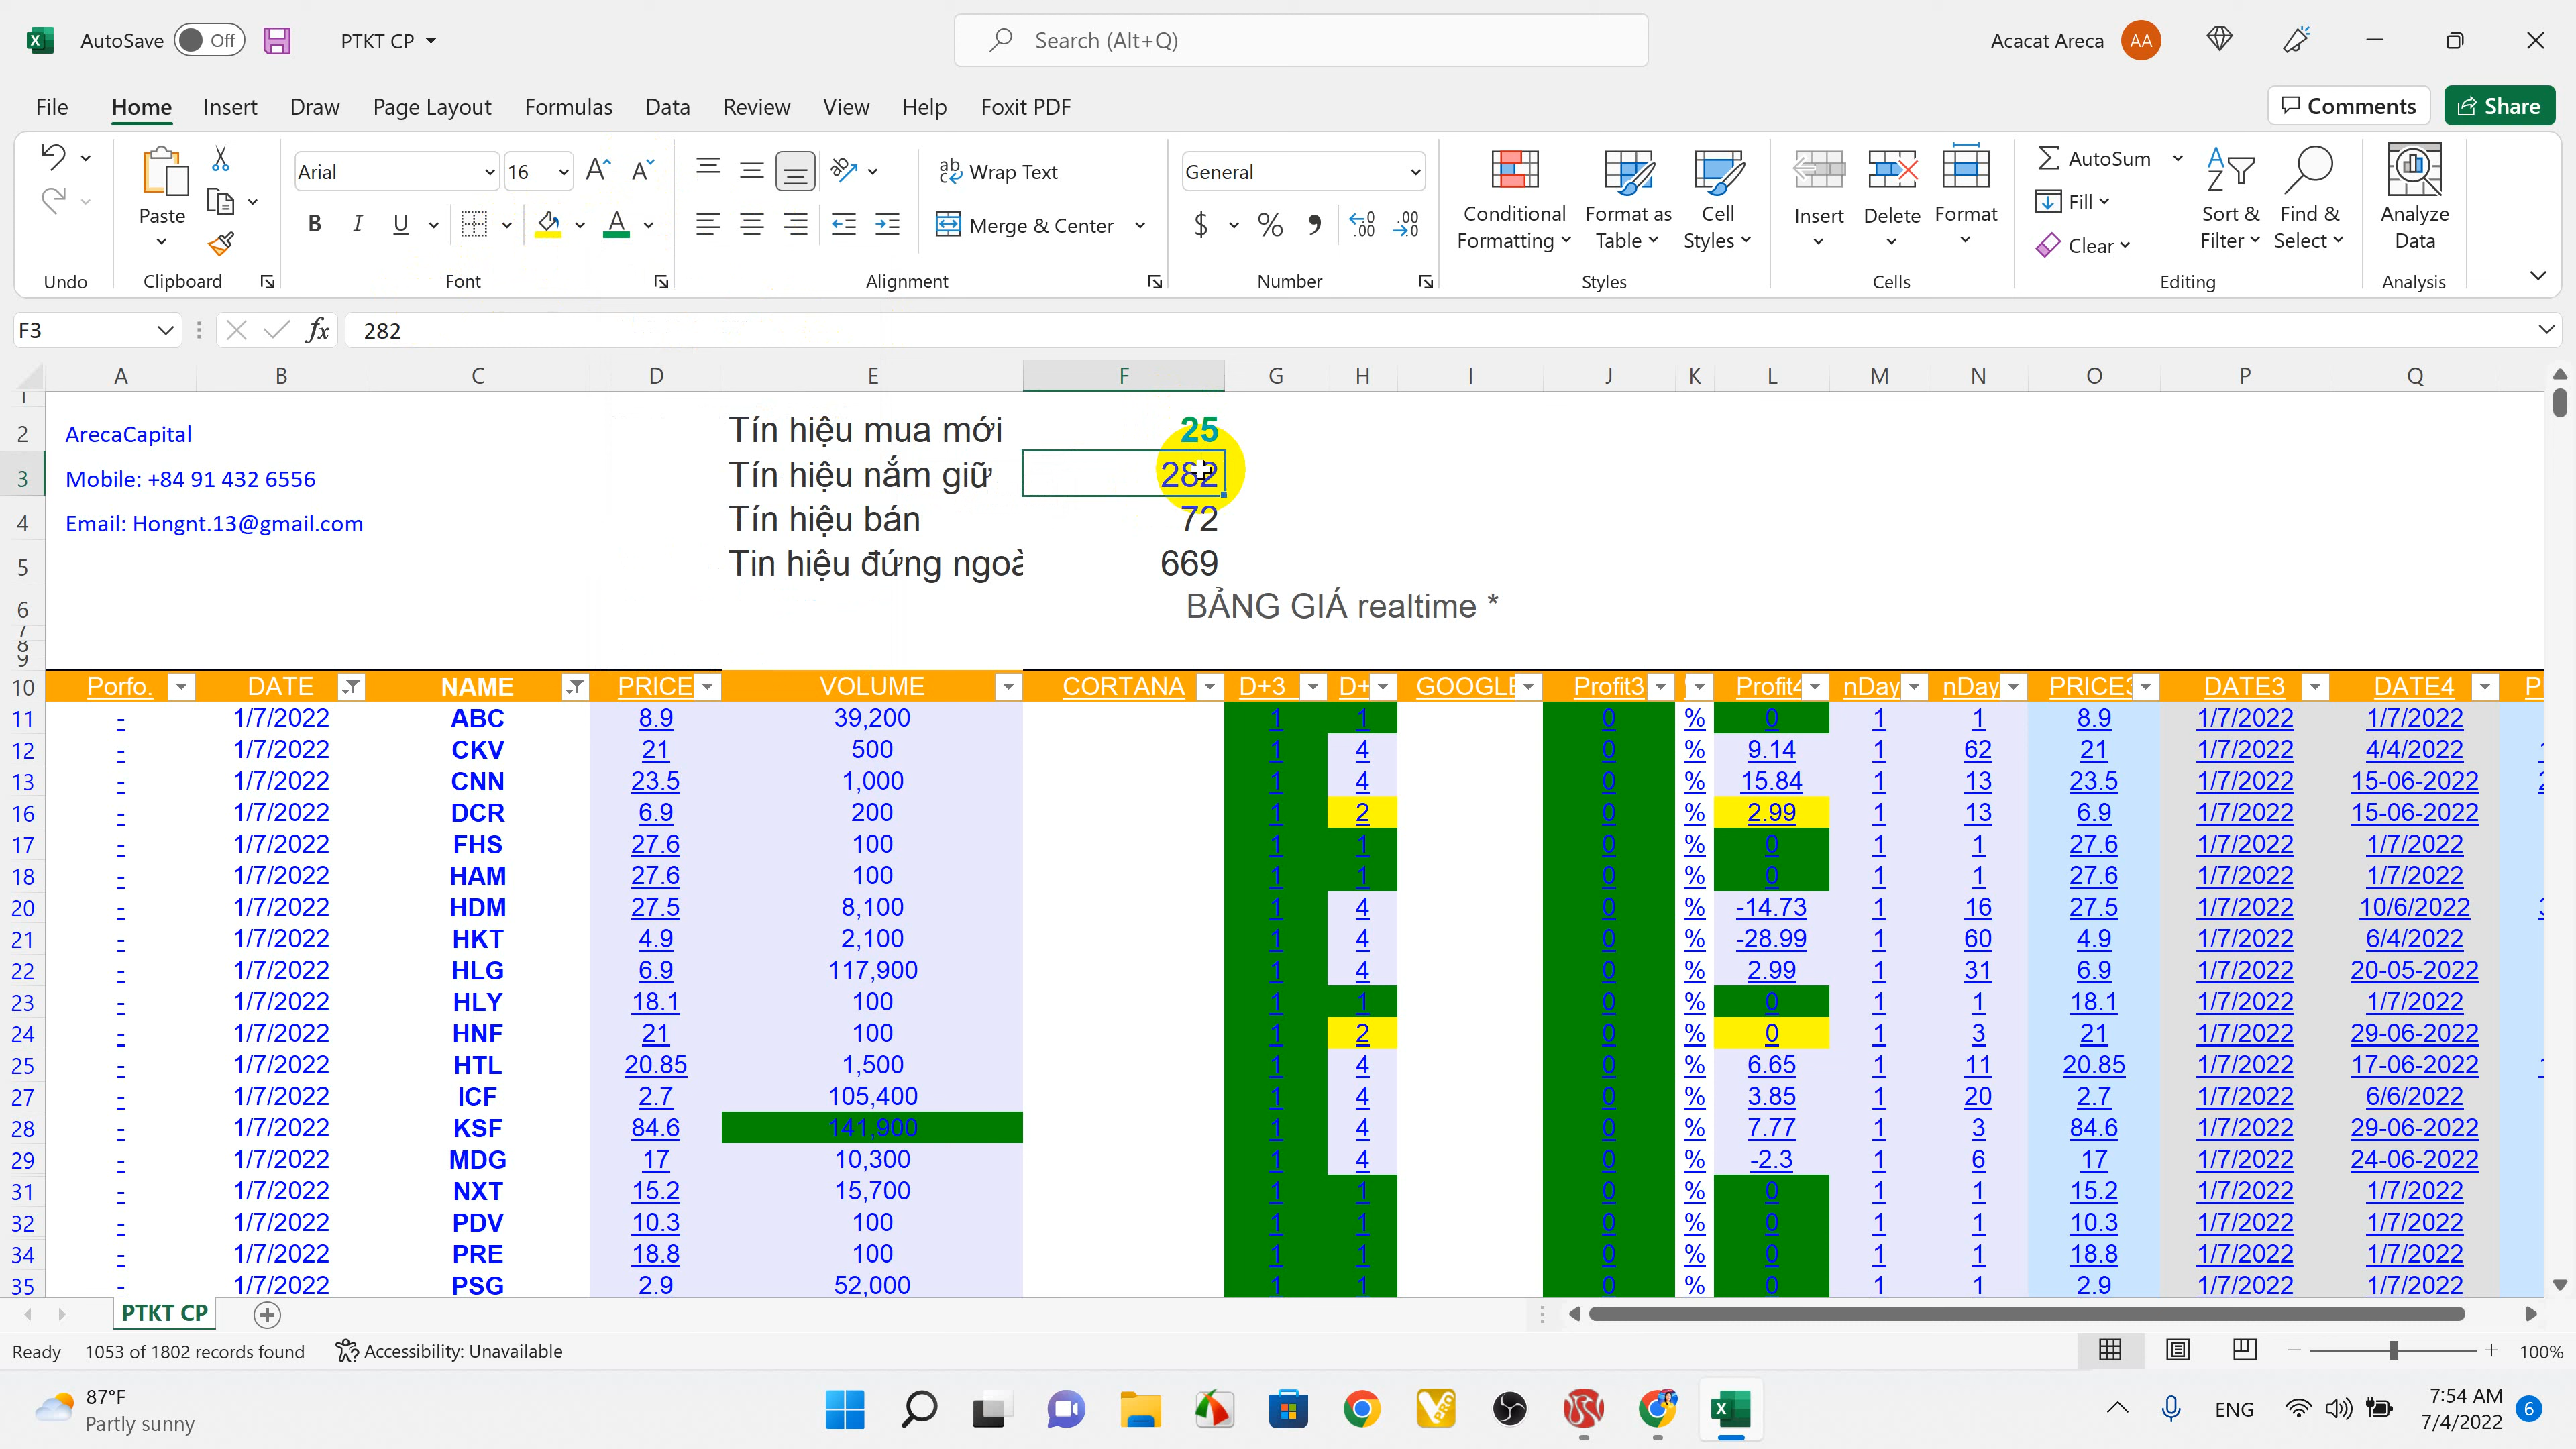 AutoSave Off PTKT CP Search (Alt+Q) Acacat Areca AA
File Home Insert Draw Page Layout Formulas Data Review View Help Foxit PDF Comments Share
Paste Arial 16 Wrap Text General Conditional Formatting Format as Table Cell Styles Insert Delete Format AutoSum Fill Clear Sort & Filter Find & Select Analyze Data
B I U Merge & Center $ %
Undo Clipboard Font Alignment Number Styles Cells Editing Analysis
F3 fx 282
A B C D E F G H I J K L M N O P Q
1
2 ArecaCapital Tín hiệu mua mới 25
3 Mobile: +84 91 432 6556 Tín hiệu nắm giữ 282
4 Email: Hongnt.13@gmail.com Tín hiệu bán 72
5 Tin hiệu đứng ngoà 669
6 BẢNG GIÁ realtime *
7
8
9
10 Porfo. DATE NAME PRICE VOLUME CORTANA D+3 D+ GOOGLE Profit3 Profit4 nDay nDay PRICE3 DATE3 DATE4 P
11 - 1/7/2022 ABC 8.9 39,200 1 1 0 % 0 1 1 8.9 1/7/2022 1/7/2022
12 - 1/7/2022 CKV 21 500 1 4 0 % 9.14 1 62 21 1/7/2022 4/4/2022
13 - 1/7/2022 CNN 23.5 1,000 1 4 0 % 15.84 1 13 23.5 1/7/2022 15-06-2022
16 - 1/7/2022 DCR 6.9 200 1 2 0 % 2.99 1 13 6.9 1/7/2022 15-06-2022
17 - 1/7/2022 FHS 27.6 100 1 1 0 % 0 1 1 27.6 1/7/2022 1/7/2022
18 - 1/7/2022 HAM 27.6 100 1 1 0 % 0 1 1 27.6 1/7/2022 1/7/2022
20 - 1/7/2022 HDM 27.5 8,100 1 4 0 % -14.73 1 16 27.5 1/7/2022 10/6/2022
21 - 1/7/2022 HKT 4.9 2,100 1 4 0 % -28.99 1 60 4.9 1/7/2022 6/4/2022
22 - 1/7/2022 HLG 6.9 117,900 1 4 0 % 2.99 1 31 6.9 1/7/2022 20-05-2022
23 - 1/7/2022 HLY 18.1 100 1 1 0 % 0 1 1 18.1 1/7/2022 1/7/2022
24 - 1/7/2022 HNF 21 100 1 2 0 % 0 1 3 21 1/7/2022 29-06-2022
25 - 1/7/2022 HTL 20.85 1,500 1 4 0 % 6.65 1 11 20.85 1/7/2022 17-06-2022
27 - 1/7/2022 ICF 2.7 105,400 1 4 0 % 3.85 1 20 2.7 1/7/2022 6/6/2022
28 - 1/7/2022 KSF 84.6 141,900 1 4 0 % 7.77 1 3 84.6 1/7/2022 29-06-2022
29 - 1/7/2022 MDG 17 10,300 1 4 0 % -2.3 1 6 17 1/7/2022 24-06-2022
31 - 1/7/2022 NXT 15.2 15,700 1 1 0 % 0 1 1 15.2 1/7/2022 1/7/2022
32 - 1/7/2022 PDV 10.3 100 1 1 0 % 0 1 1 10.3 1/7/2022 1/7/2022
34 - 1/7/2022 PRE 18.8 100 1 1 0 % 0 1 1 18.8 1/7/2022 1/7/2022
35 - 1/7/2022 PSG 2.9 52,000 1 1 0 % 0 1 1 2.9 1/7/2022 1/7/2022
PTKT CP
Ready 1053 of 1802 records found Accessibility: Unavailable 100%
87°F
Partly sunny
ENG 7:54 AM
7/4/2022 6